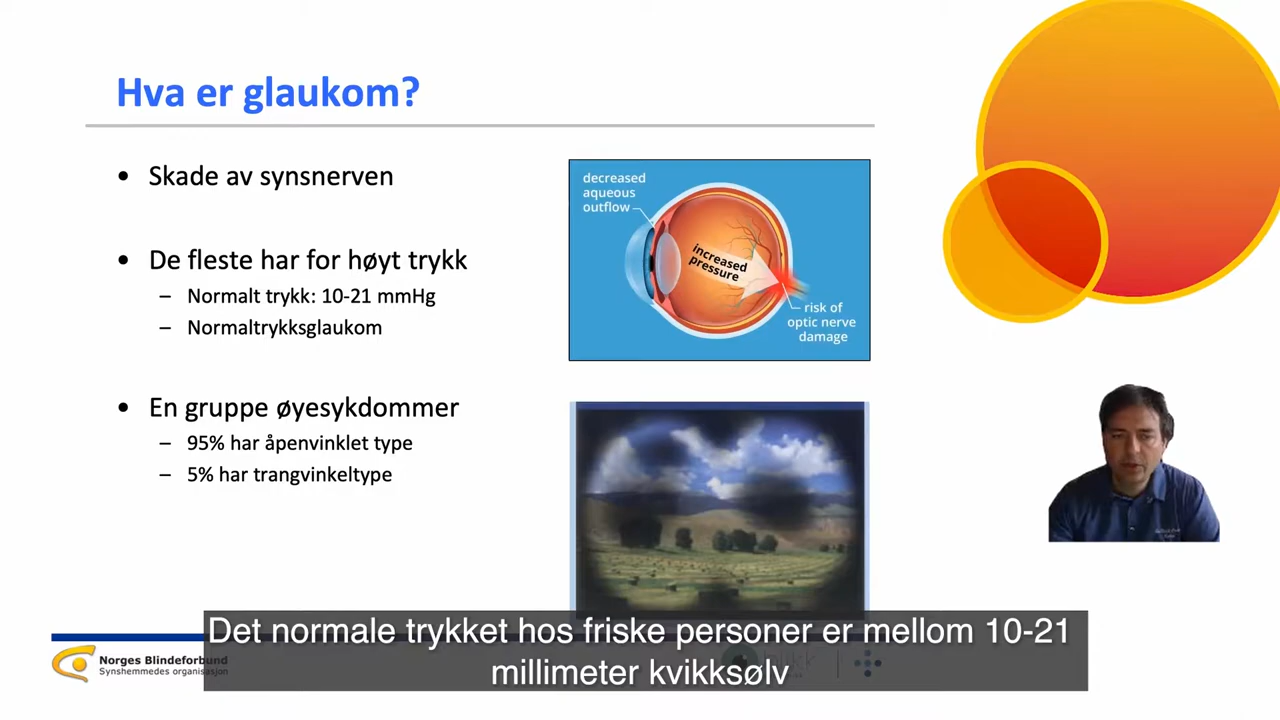 Hva er glaukom?
• Skade av synsnerven
• De fleste har for høyt trykk
– Normalt trykk: 10-21 mmHg
– Normaltrykksglaukom
• En gruppe øyesykdommer
– 95% har åpenvinklet type
– 5% har trangvinkeltype
decreased
aqueous
outflow
increased
pressure
risk of
optic nerve
damage
Det normale trykket hos friske personer er mellom 10-21
millimeter kvikksølv
Norges Blindeforbund
Synshemmedes organisasjon